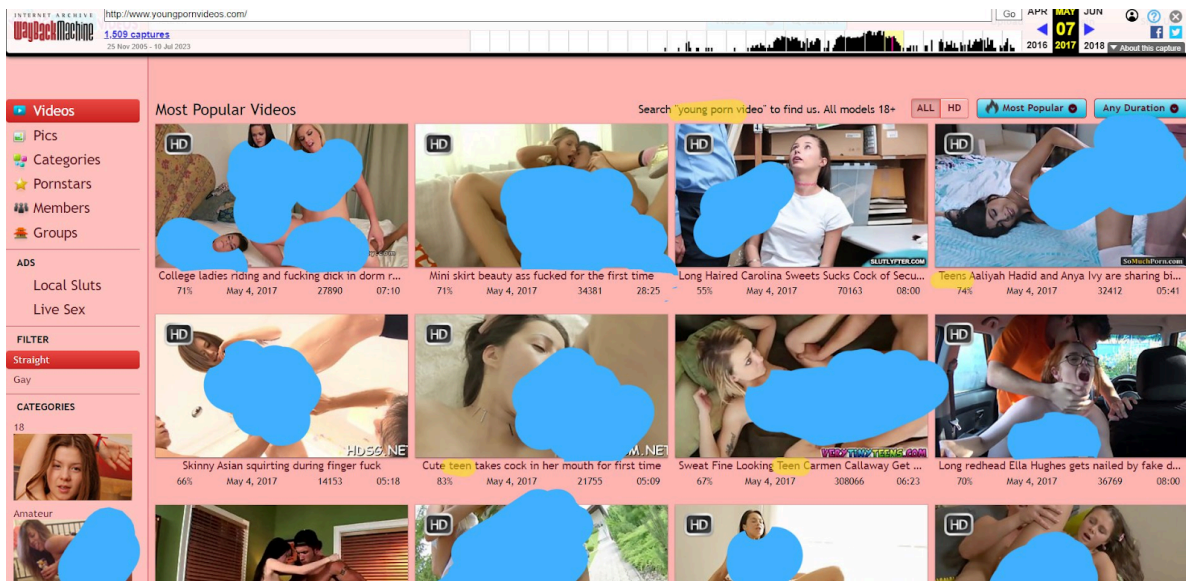 INTERNET ARCHIVE
WayBackMachine
http://www.youngpornvideos.com/
Go
APR MAY JUN
1,509 captures
07
25 Nov 2005 - 10 Jul 2023
2016 2017 2018
About this capture
Videos
Pics
Categories
Pornstars
Members
Groups
ADS
Local Sluts
Live Sex
FILTER
Straight
Gay
CATEGORIES
18
Amateur
Most Popular Videos
Search "young porn video" to find us. All models 18+
ALL HD
Most Popular
Any Duration
HD
HD
HD
HD
SLUTLYFTER.COM
SoMuchPorn.com
College ladies riding and fucking dick in dorm r...
71% May 4, 2017 27890 07:10
Mini skirt beauty ass fucked for the first time
71% May 4, 2017 34381 28:25
Long Haired Carolina Sweets Sucks Cock of Secu...
55% May 4, 2017 70163 08:00
Teens Aaliyah Hadid and Anya Ivy are sharing bi...
74% May 4, 2017 32412 05:41
HD
HD
HD
HD
HDSG.NET
M.NET
VERYTINYTEENS.COM
Skinny Asian squirting during finger fuck
66% May 4, 2017 14153 05:18
Cute teen takes cock in her mouth for first time
83% May 4, 2017 21755 05:09
Sweat Fine Looking Teen Carmen Callaway Get ...
67% May 4, 2017 308066 06:23
Long redhead Ella Hughes gets nailed by fake d...
70% May 4, 2017 36769 08:00
HD
HD
HD